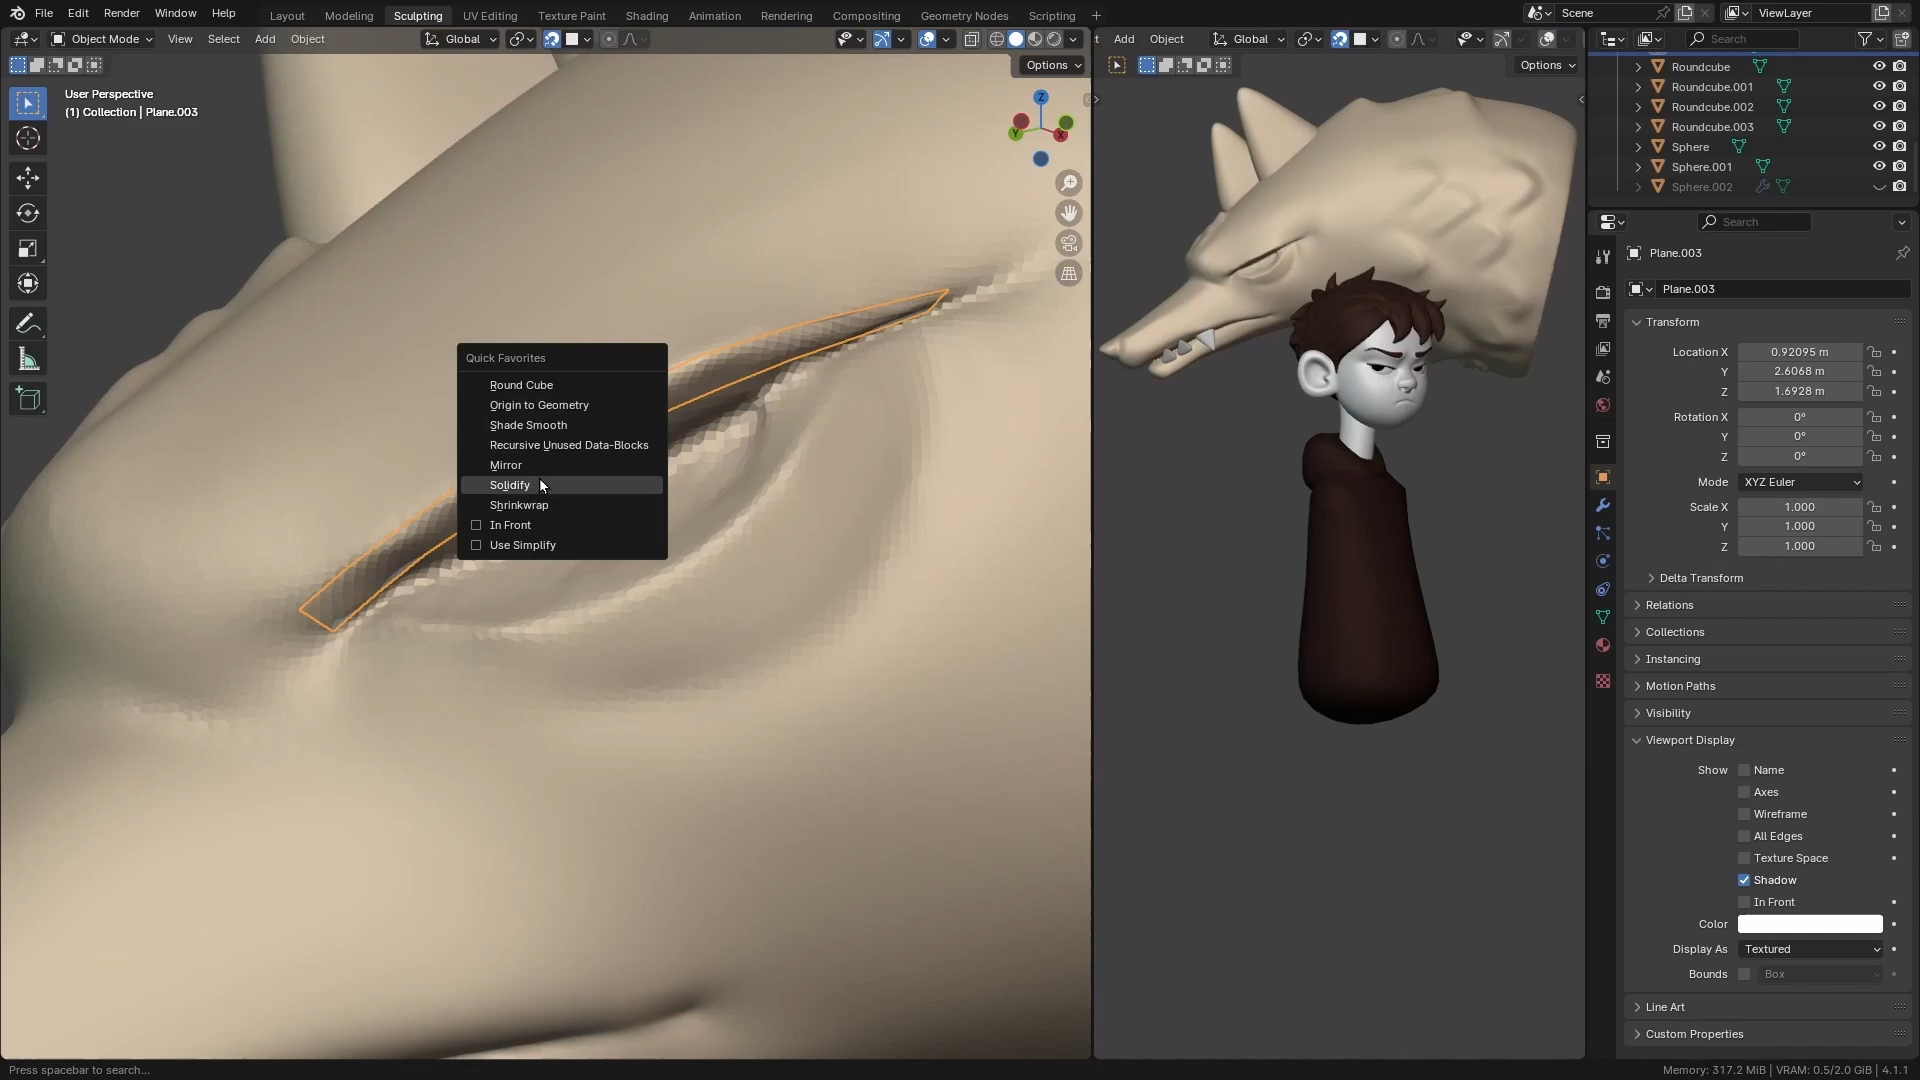 File Edit Render Window Help Layout Modeling Sculpting UV Editing Texture Paint Shading Animation Rendering Compositing Geometry Nodes Scripting + Scene ViewLayer
Object Mode View Select Add Object Global
Add Object Global
Search
Options
Options
User Perspective
(1) Collection | Plane.003
Z
Y
X
Quick Favorites
Round Cube
Origin to Geometry
Shade Smooth
Recursive Unused Data-Blocks
Mirror
Solidify
Shrinkwrap
In Front
Use Simplify
Roundcube
Roundcube.001
Roundcube.002
Roundcube.003
Sphere
Sphere.001
Sphere.002
Search
Plane.003
Plane.003
Transform
Location X 0.92095 m
Y 2.6068 m
Z 1.6928 m
Rotation X 0°
Y 0°
Z 0°
Mode XYZ Euler
Scale X 1.000
Y 1.000
Z 1.000
Delta Transform
Relations
Collections
Instancing
Motion Paths
Visibility
Viewport Display
Show Name
Axes
Wireframe
All Edges
Texture Space
Shadow
In Front
Color
Display As Textured
Bounds Box
Line Art
Custom Properties
Press spacebar to search...
Memory: 317.2 MiB | VRAM: 0.5/2.0 GiB | 4.1.1